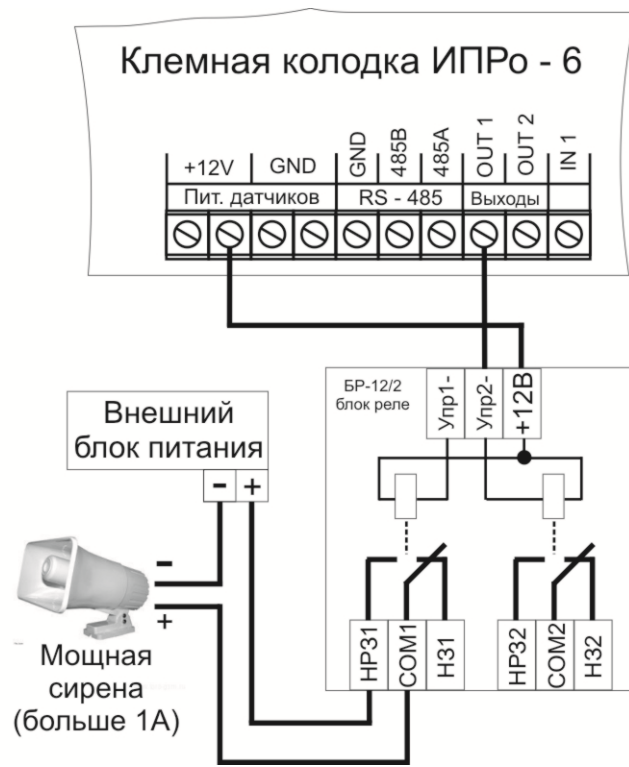 Клемная колодка ИПРо - 6
+12V GND GND 485B 485A OUT 1 OUT 2 IN 1
Пит. датчиков RS - 485 Выходы
БР-12/2
блок реле
Упр1- Упр2- +12В
Внешний
блок питания
- +
-
+
Мощная
сирена
(больше 1А)
НР31 COM1 Н31 НР32 COM2 Н32